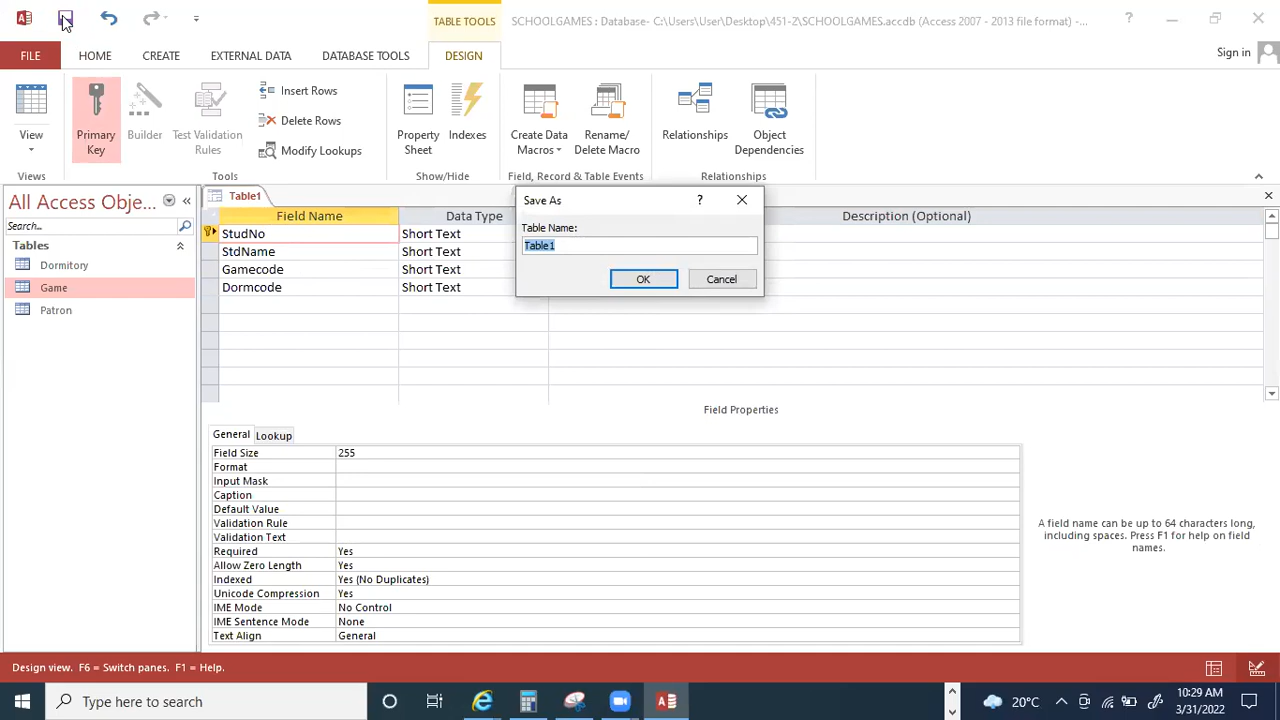 TABLE TOOLS
SCHOOLGAMES : Database- C:\Users\User\Desktop\451-2\SCHOOLGAMES.accdb (Access 2007 - 2013 file format) -...
?
FILE
HOME
CREATE
EXTERNAL DATA
DATABASE TOOLS
DESIGN
Sign in
View
Primary Key
Builder
Test Validation Rules
Insert Rows
Delete Rows
Modify Lookups
Property Sheet
Indexes
Create Data Macros
Rename/ Delete Macro
Relationships
Object Dependencies
Views
Tools
Show/Hide
Field, Record & Table Events
Relationships
All Access Obje...
Search...
Tables
Dormitory
Game
Patron
Table1
Field Name
Data Type
Description (Optional)
StudNo
Short Text
StdName
Short Text
Gamecode
Short Text
Dormcode
Short Text
Save As
?
Table Name:
Table1
OK
Cancel
Field Properties
General
Lookup
Field Size
255
Format
Input Mask
Caption
Default Value
Validation Rule
Validation Text
Required
Yes
Allow Zero Length
Yes
Indexed
Yes (No Duplicates)
Unicode Compression
Yes
IME Mode
No Control
IME Sentence Mode
None
Text Align
General
A field name can be up to 64 characters long,
including spaces. Press F1 for help on field
names.
Design view. F6 = Switch panes. F1 = Help.
Type here to search
20°C
10:29 AM
3/31/2022